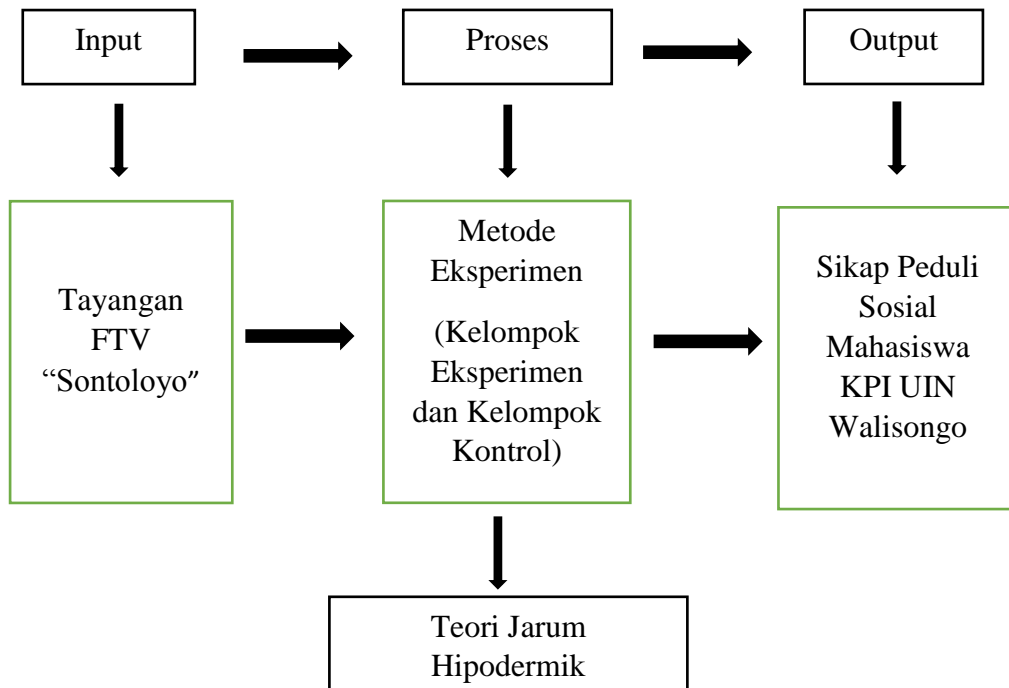 Input
Proses
Output
Tayangan
FTV
“Sontoloyo”
Metode
Eksperimen
(Kelompok
Eksperimen
dan Kelompok
Kontrol)
Sikap Peduli
Sosial
Mahasiswa
KPI UIN
Walisongo
Teori Jarum
Hipodermik